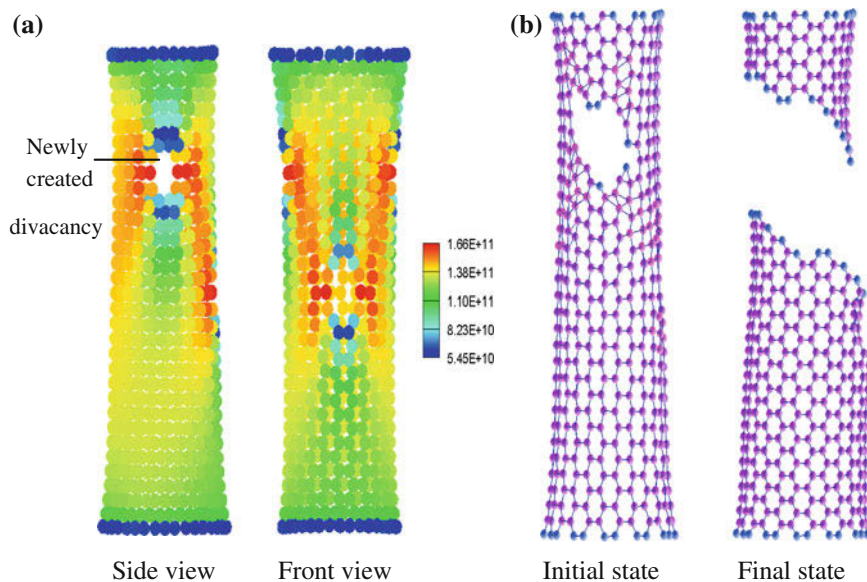 (a)
(b)
Newly
created
divacancy
1.66E+11
1.38E+11
1.10E+11
8.23E+10
5.45E+10
Side view
Front view
Initial state
Final state